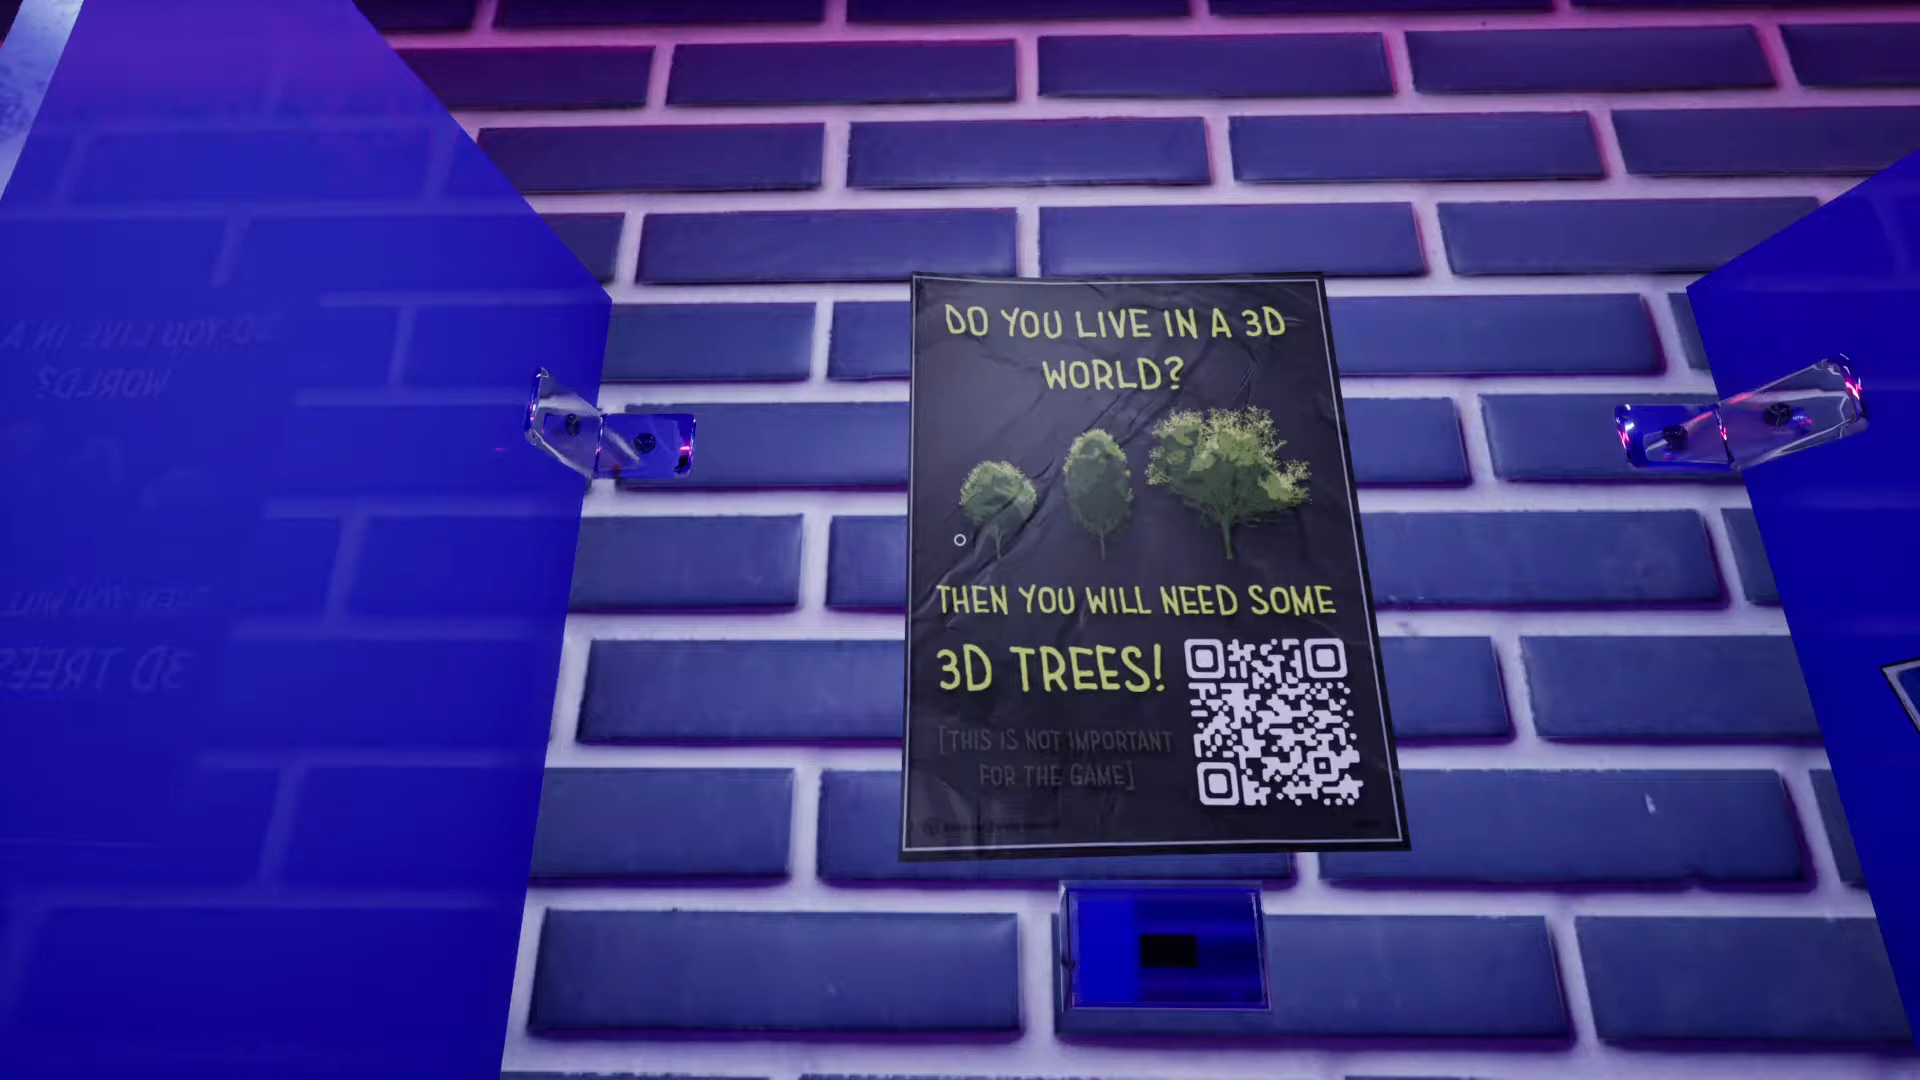 DO YOU LIVE IN A 3D
WORLD?
THEN YOU WILL NEED SOME
3D TREES!
[THIS IS NOT IMPORTANT
FOR THE GAME]